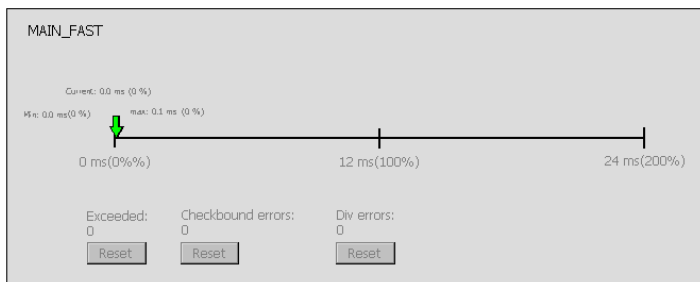 MAIN_FAST
Current: 0.0 ms (0 %)
Min: 0.0 ms(0 %) max: 0.1 ms (0 %)
0 ms(0%%) 12 ms(100%) 24 ms(200%)
Exceeded: Checkbound errors: Div errors:
0 0 0
Reset Reset Reset